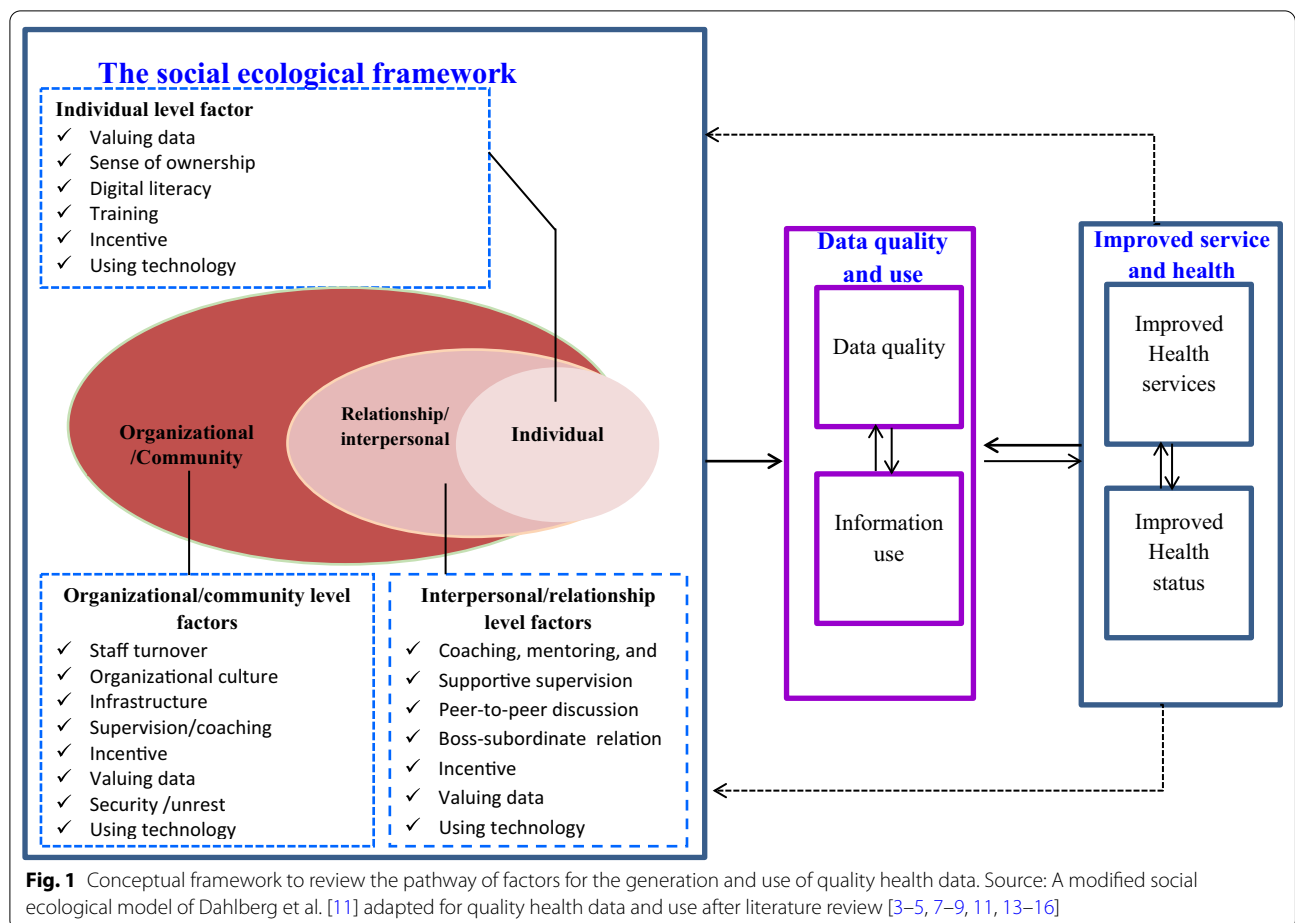 The social ecological framework
Individual level factor
✓ Valuing data
✓ Sense of ownership
✓ Digital literacy
✓ Training
✓ Incentive
✓ Using technology
Organizational
/Community
Relationship/
interpersonal
Individual
Organizational/community level
factors
✓ Staff turnover
✓ Organizational culture
✓ Infrastructure
✓ Supervision/coaching
✓ Incentive
✓ Valuing data
✓ Security /unrest
✓ Using technology
Interpersonal/relationship
level factors
✓ Coaching, mentoring, and
✓ Supportive supervision
✓ Peer-to-peer discussion
✓ Boss-subordinate relation
✓ Incentive
✓ Valuing data
✓ Using technology
Data quality
and use
Data quality
Information
use
Improved service
and health
Improved
Health
services
Improved
Health
status
Fig. 1 Conceptual framework to review the pathway of factors for the generation and use of quality health data. Source: A modified social
ecological model of Dahlberg et al. [11] adapted for quality health data and use after literature review [3–5, 7–9, 11, 13–16]